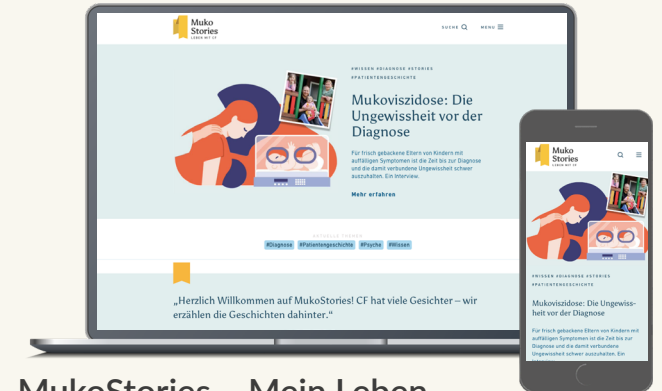 Muko
Stories
LEBEN MIT CF
SUCHE
MENU
#WISSEN #DIAGNOSE #STORIES
#PATIENTENGESCHICHTE
Mukoviszidose: Die
Ungewissheit vor der
Diagnose
Für frisch gebackene Eltern von Kindern mit
auffälligen Symptomen ist die Zeit bis zur Diagnose
und die damit verbundene Ungewissheit schwer
auszuhalten. Ein Interview.
Mehr erfahren
AKTUELLE THEMEN
#Diagnose #Patientengeschichte #Psyche #Wissen
„Herzlich Willkommen auf MukoStories! CF hat viele Gesichter – wir
erzählen die Geschichten dahinter.“
Muko
Stories
LEBEN MIT CF
#WISSEN #DIAGNOSE #STORIES
#PATIENTENGESCHICHTE
Mukoviszidose: Die Ungewiss-
heit vor der Diagnose
Für frisch gebackene Eltern von Kindern mit
auffälligen Symptomen ist die Zeit bis zur
Diagnose und die damit verbundene
Ungewissheit schwer auszuhalten. Ein
MukoStories – Mein Leben